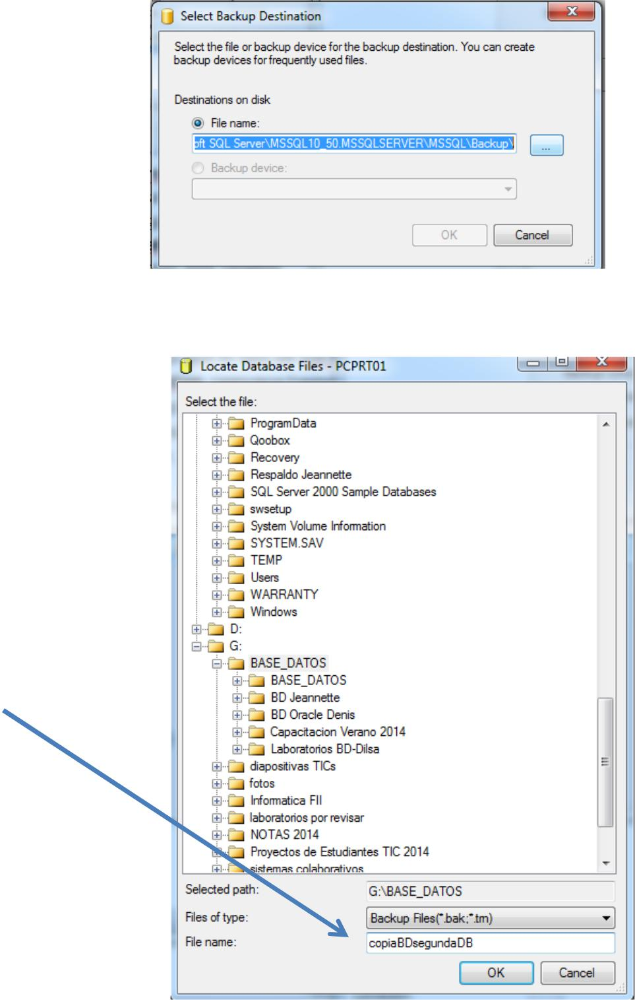 Select Backup Destination
Select the file or backup device for the backup destination. You can create
backup devices for frequently used files.
Destinations on disk
File name:
oft SQL Server\MSSQL10_50.MSSQLSERVER\MSSQL\Backup\
...
Backup device:
OK
Cancel
Locate Database Files - PCPRT01
Select the file:
ProgramData
Qoobox
Recovery
Respaldo Jeannette
SQL Server 2000 Sample Databases
swsetup
System Volume Information
SYSTEM.SAV
TEMP
Users
WARRANTY
Windows
D:
G:
BASE_DATOS
BASE_DATOS
BD Jeannette
BD Oracle Denis
Capacitacion Verano 2014
Laboratorios BD-Dilsa
diapositivas TICs
fotos
Informatica FII
laboratorios por revisar
NOTAS 2014
Proyectos de Estudiantes TIC 2014
sistemas colaborativos
Selected path:
G:\BASE_DATOS
Files of type:
Backup Files(*.bak;*.trn)
File name:
copiaBDsegundaDB
OK
Cancel